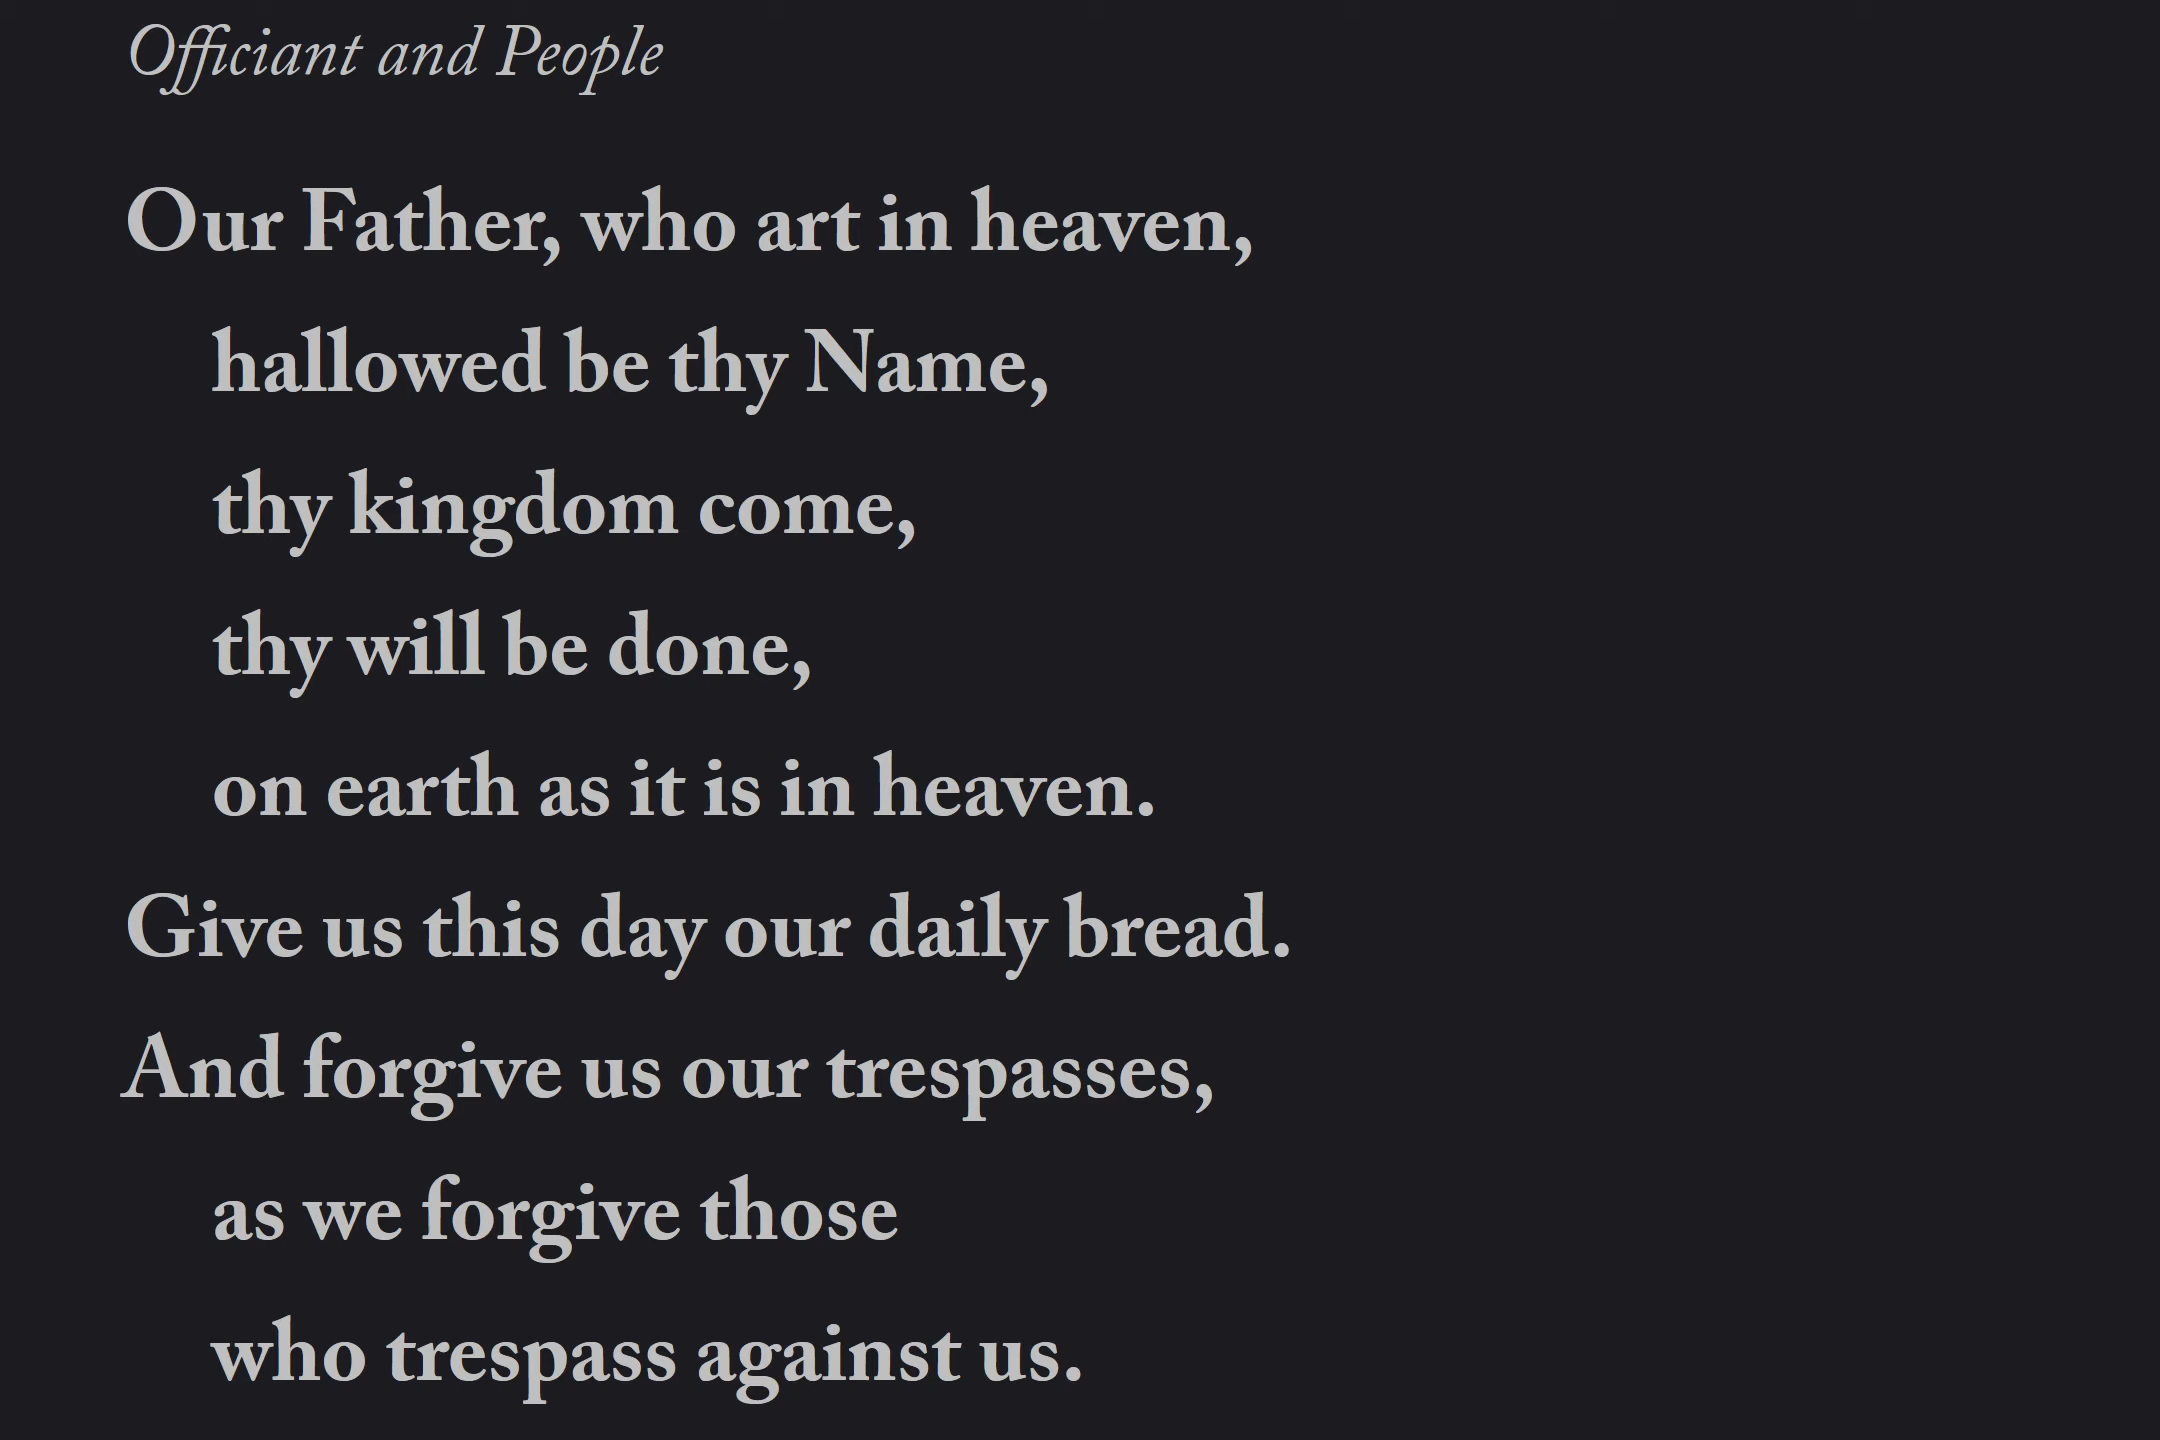 Officiant and People
Our Father, who art in heaven,
hallowed be thy Name,
thy kingdom come,
thy will be done,
on earth as it is in heaven.
Give us this day our daily bread.
And forgive us our trespasses,
as we forgive those
who trespass against us.